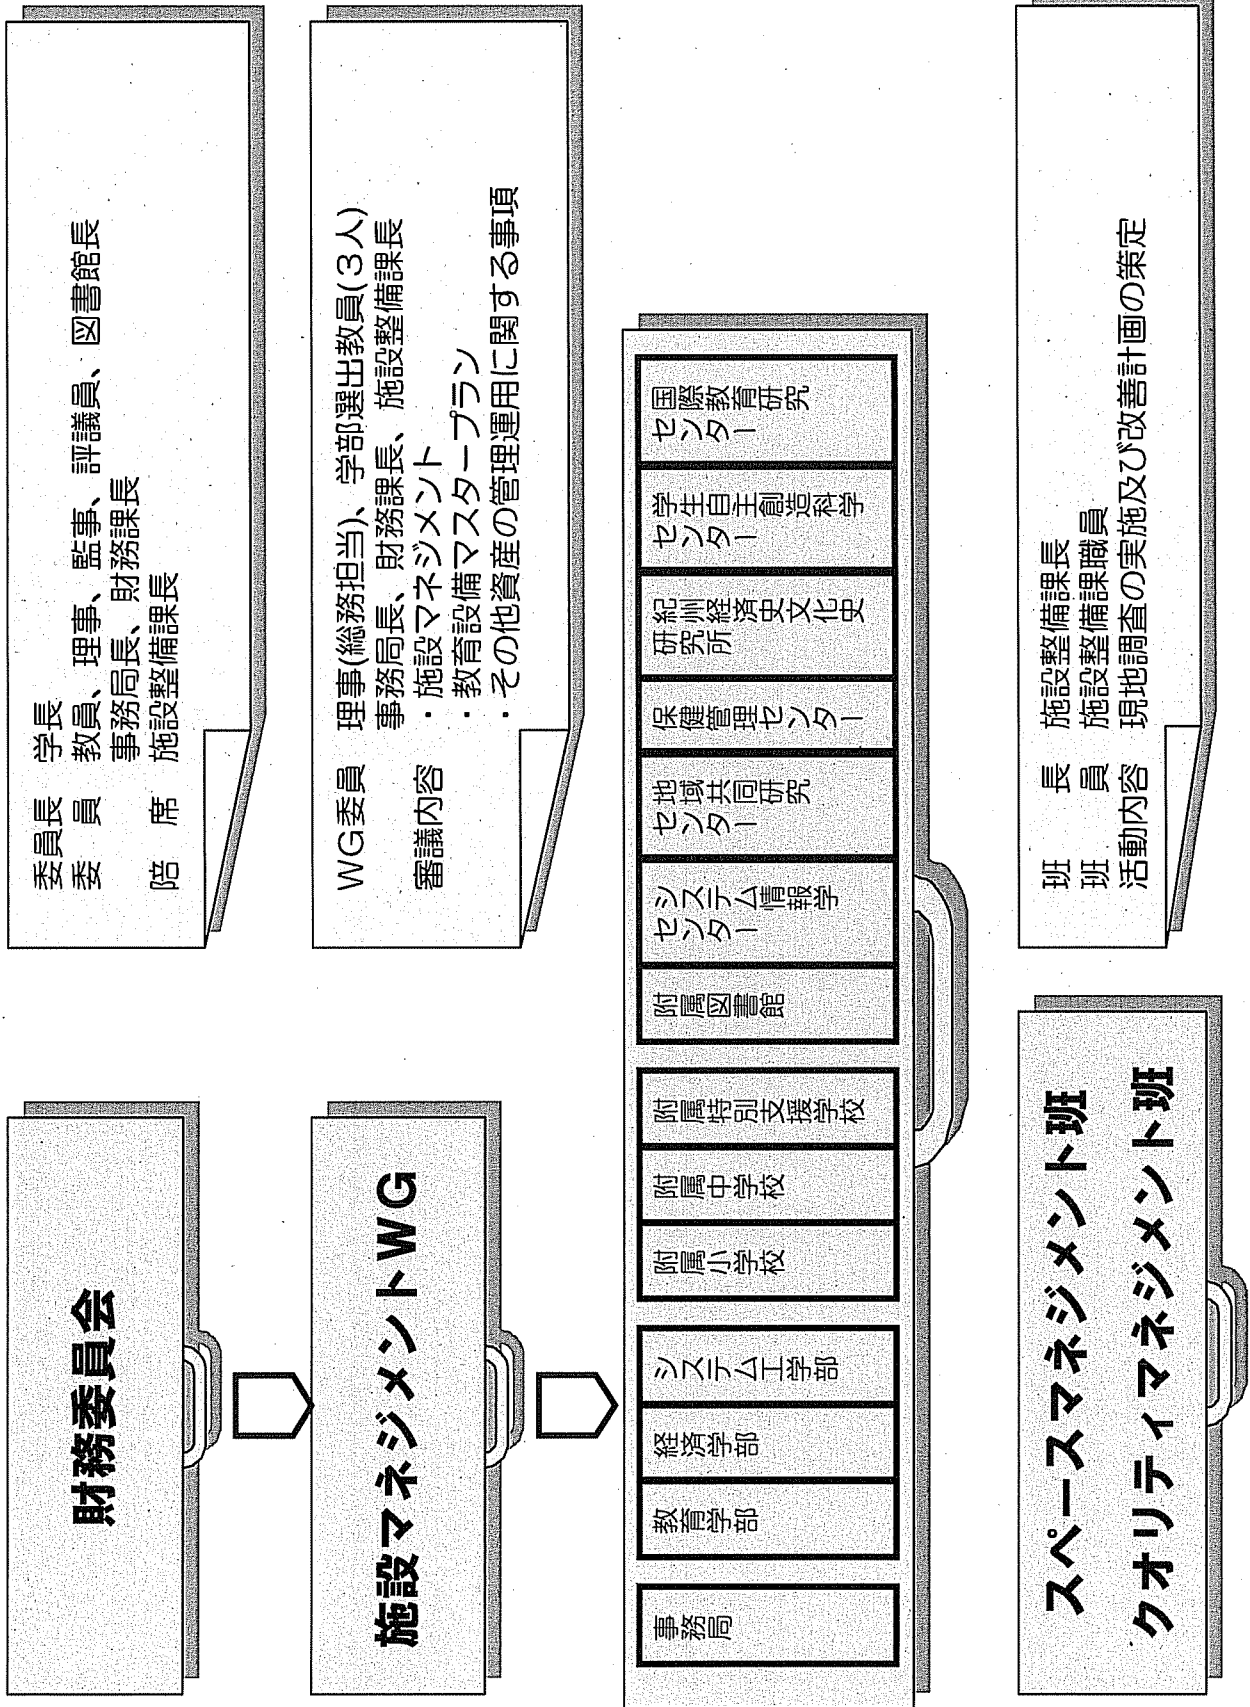 財務委員会
委員長　学長
委　員　教員、理事、監事、評議員、図書館長
事務局長、財務課長
陪　席　施設整備課長
施設マネジメントWG
WG委員　理事(総務担当)、学部選出教員(3人)
事務局長、財務課長、施設整備課長
審議内容　・施設マネジメント
・教育設備マスタープラン
・その他資産の管理運用に関する事項
事務局
教育学部
経済学部
システム工学部
附属小学校
附属中学校
附属特別支援学校
附属図書館
システム情報学
センター
地域共同研究
センター
保健管理センター
紀州経済史文化史
研究所
学生自主創造科学
センター
国際教育研究
センター
スペースマネジメント班
クオリティマネジメント班
班　長　施設整備課長
班　員　施設整備課職員
活動内容　現地調査の実施及び改善計画の策定